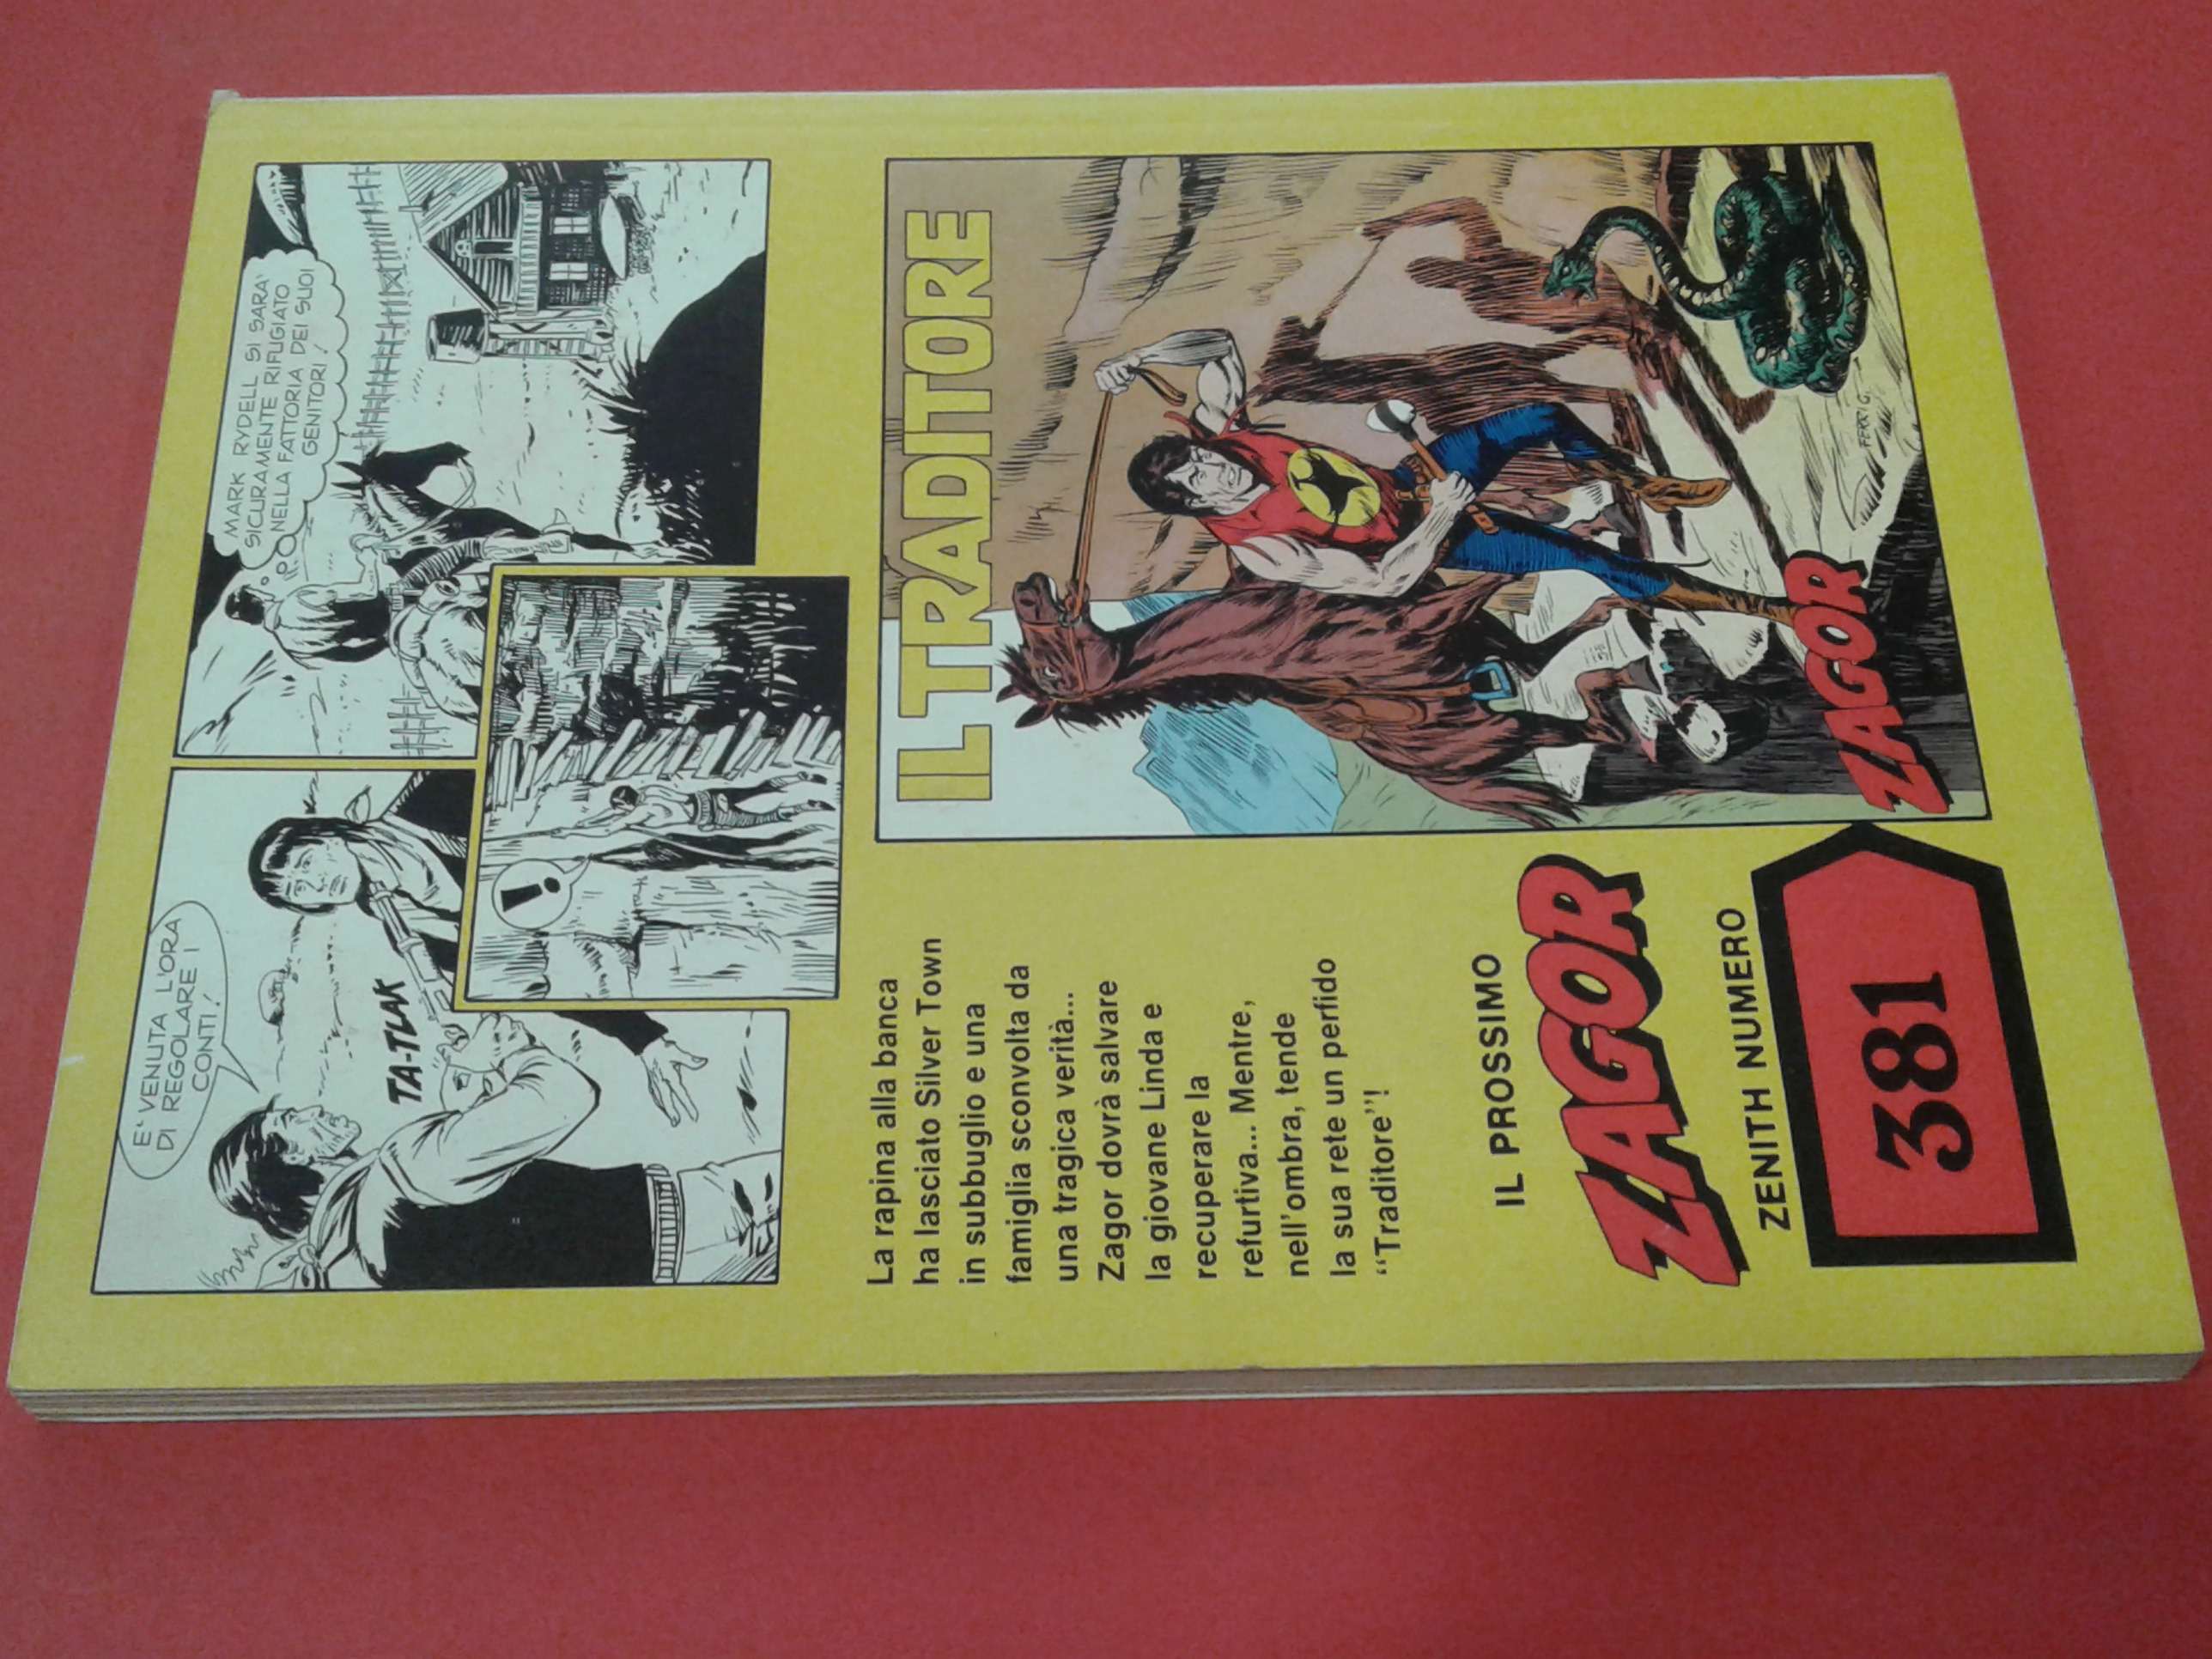 E' VENUTA L'ORA
DI REGOLARE I
CONTI!
TA-TLAK
MARK RYDELL SI SARA'
SICURAMENTE RIFUGIATO
NELLA FATTORIA DEI SUOI
GENITORI!
!
La rapina alla banca
ha lasciato Silver Town
in subbuglio e una
famiglia sconvolta da
una tragica verità...
Zagor dovrà salvare
la giovane Linda e
recuperare la
refurtiva... Mentre,
nell'ombra, tende
la sua rete un perfido
“Traditore”!
IL TRADITORE
FERRI G.
ZAGOR
IL PROSSIMO
ZAGOR
ZENITH NUMERO
381